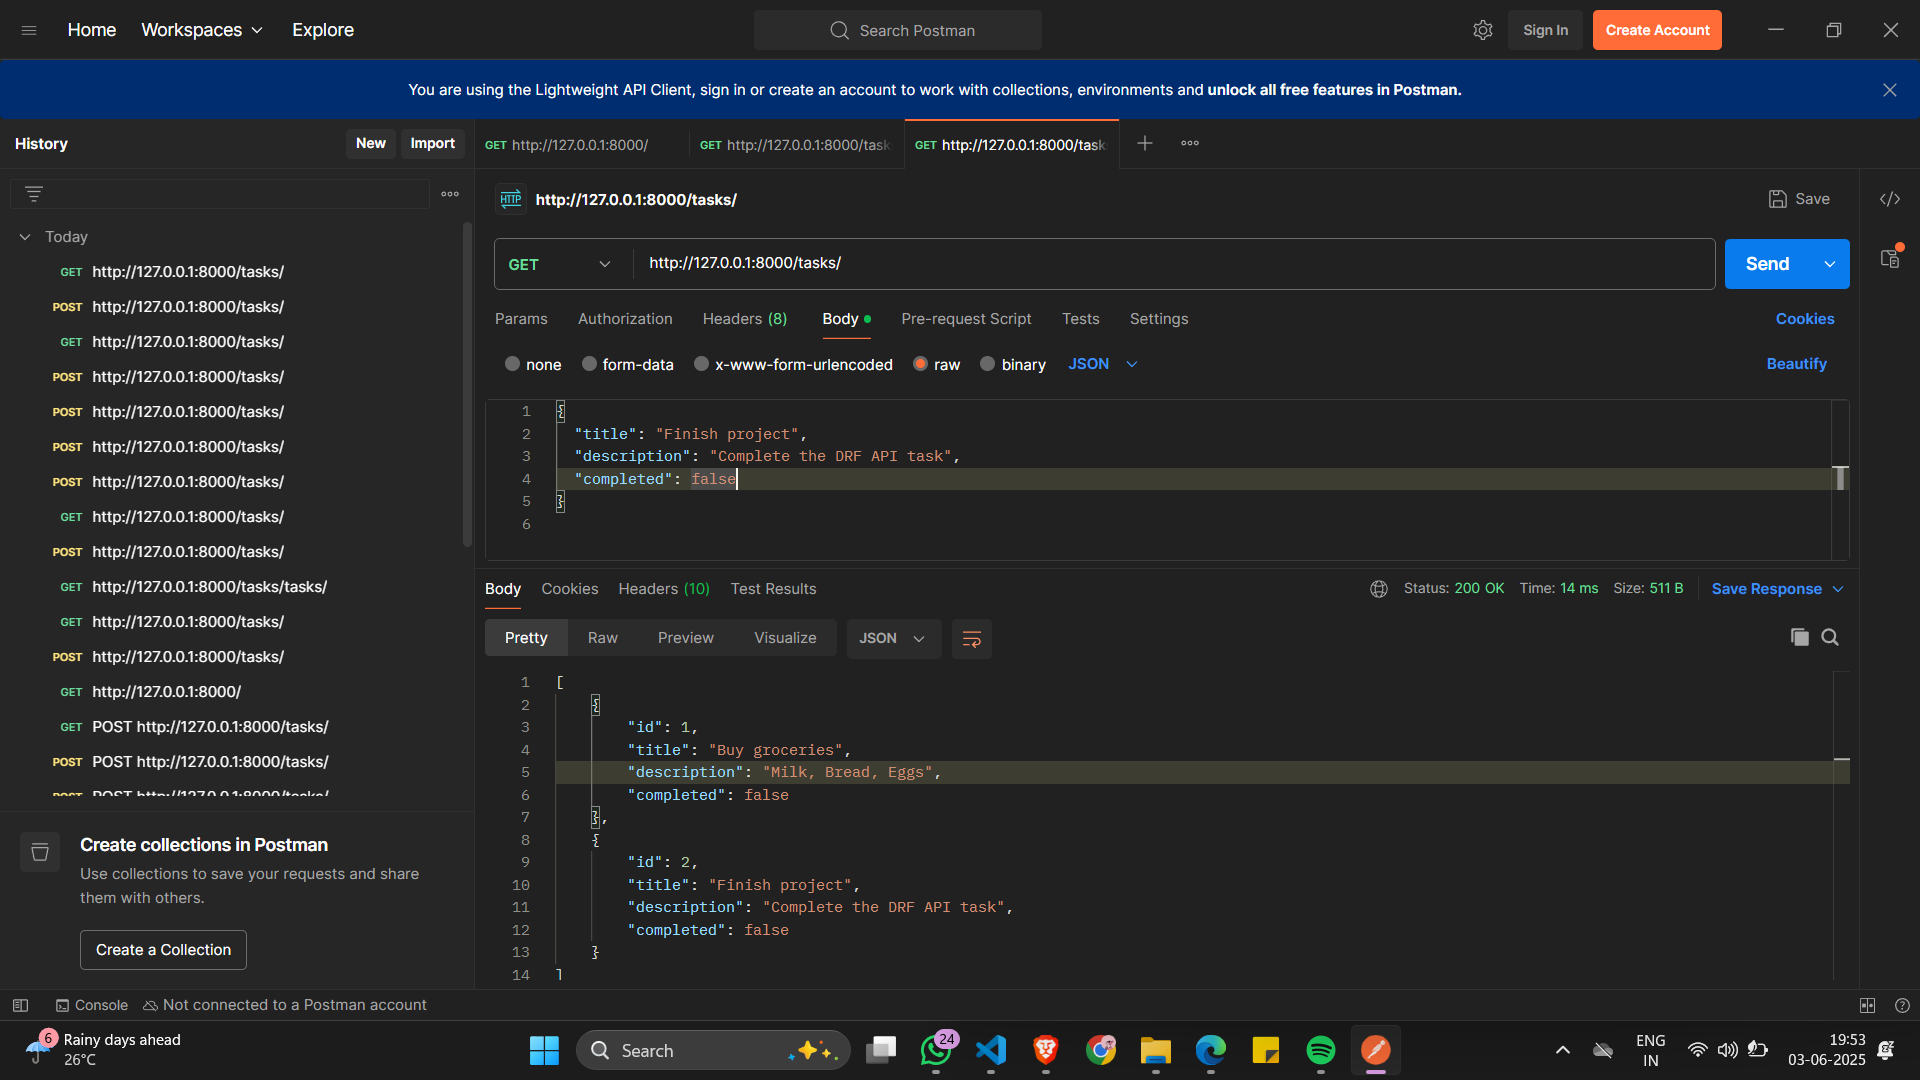 Home Workspaces Explore Search Postman Sign In Create Account
You are using the Lightweight API Client, sign in or create an account to work with collections, environments and unlock all free features in Postman.
History New Import
GET http://127.0.0.1:8000/ GET http://127.0.0.1:8000/task GET http://127.0.0.1:8000/task
HTTP http://127.0.0.1:8000/tasks/ Save
Today
GET http://127.0.0.1:8000/tasks/
POST http://127.0.0.1:8000/tasks/
GET http://127.0.0.1:8000/tasks/
POST http://127.0.0.1:8000/tasks/
POST http://127.0.0.1:8000/tasks/
POST http://127.0.0.1:8000/tasks/
POST http://127.0.0.1:8000/tasks/
GET http://127.0.0.1:8000/tasks/
POST http://127.0.0.1:8000/tasks/
GET http://127.0.0.1:8000/tasks/tasks/
GET http://127.0.0.1:8000/tasks/
POST http://127.0.0.1:8000/tasks/
GET http://127.0.0.1:8000/
GET POST http://127.0.0.1:8000/tasks/
POST POST http://127.0.0.1:8000/tasks/
POST POST http://127.0.0.1:8000/tasks/
Create collections in Postman
Use collections to save your requests and share
them with others.
Create a Collection
GET http://127.0.0.1:8000/tasks/ Send
Params Authorization Headers (8) Body Pre-request Script Tests Settings Cookies
none form-data x-www-form-urlencoded raw binary JSON Beautify
1 {
2 "title": "Finish project",
3 "description": "Complete the DRF API task",
4 "completed": false
5 }
6
Body Cookies Headers (10) Test Results Status: 200 OK Time: 14 ms Size: 511 B Save Response
Pretty Raw Preview Visualize JSON
1 [
2 {
3 "id": 1,
4 "title": "Buy groceries",
5 "description": "Milk, Bread, Eggs",
6 "completed": false
7 },
8 {
9 "id": 2,
10 "title": "Finish project",
11 "description": "Complete the DRF API task",
12 "completed": false
13 }
14 ]
Console Not connected to a Postman account
6 Rainy days ahead
26°C
Search
24
ENG
IN
19:53
03-06-2025